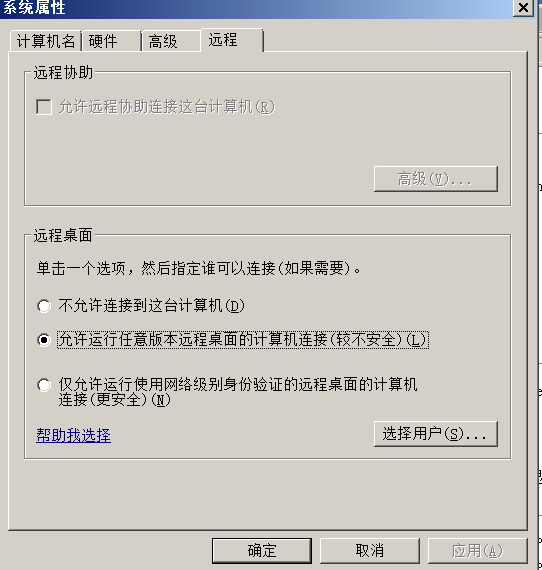 系统属性
计算机名 硬件 高级 远程
远程协助
允许远程协助连接这台计算机(R)
高级(V)...
远程桌面
单击一个选项，然后指定谁可以连接(如果需要)。
不允许连接到这台计算机(D)
允许运行任意版本远程桌面的计算机连接(较不安全)(L)
仅允许运行使用网络级别身份验证的远程桌面的计算机
连接(更安全)(N)
帮助我选择
选择用户(S)...
确定 取消 应用(A)